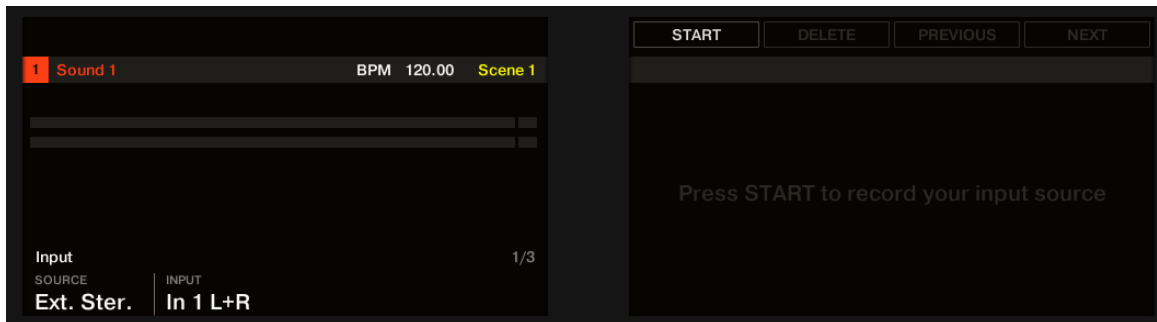 1 Sound 1 BPM 120.00 Scene 1
Input 1/3
SOURCE INPUT
Ext. Ster. In 1 L+R
START DELETE PREVIOUS NEXT
Press START to record your input source